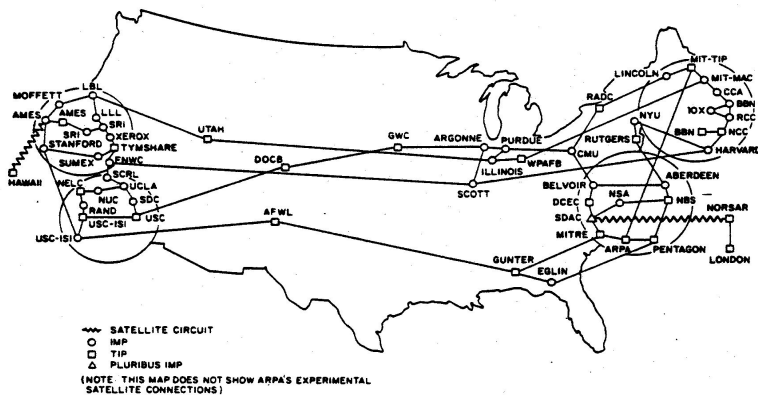 MIT-TIP
LINCOLN
MIT-MAC
MOFFETT
LBL
CCA
RADC
BBN
AMES
AMES
LLL
10X
RCC
SRI
SRI
NYU
XEROX
UTAH
GWC
ARGONNE
PURDUE
RUTGERS
BBN
NCC
STANFORD
TYMSHARE
HARVARD
SUMEX
FNWC
DOCB
ILLINOIS
WPAFB
CMU
HAWAII
SCRL
SCOTT
ABERDEEN
NELC
UCLA
BELVOIR
NSA
NUC
SDC
DCEC
NBS
RAND
AFWL
SDAC
NORSAR
USC-ISI
USC
USC-ISI
MITRE
ARPA
PENTAGON
GUNTER
LONDON
EGLIN
SATELLITE CIRCUIT
IMP
TIP
PLURIBUS IMP
(NOTE: THIS MAP DOES NOT SHOW ARPA'S EXPERIMENTAL
SATELLITE CONNECTIONS)